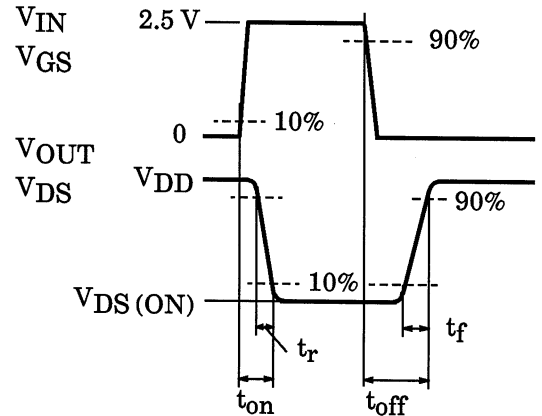 VIN 2.5 V
VGS 90%
10%
0
VOUT
VDS VDD
90%
10%
VDS (ON)
tr tf
ton toff